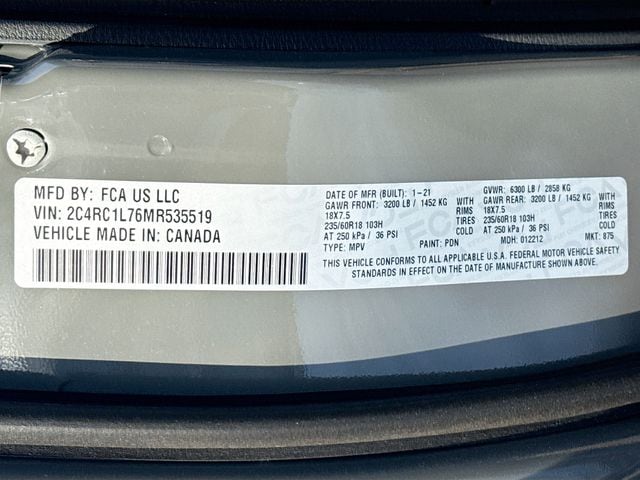 MFD BY: FCA US LLC
VIN: 2C4RC1L76MR535519
VEHICLE MADE IN: CANADA
DATE OF MFR (BUILT): 1-21
GAWR FRONT: 3200 LB / 1452 KG
18X7.5 RIMS
235/60R18 103H TIRES
AT 250 kPa / 36 PSI COLD
TYPE: MPV
PAINT: PDN
GVWR: 6300 LB / 2858 KG
GAWR REAR: 3200 LB / 1452 KG
18X7.5 RIMS
235/60R18 103H TIRES
AT 250 kPa / 36 PSI COLD
MDH: 012212
MKT: 875
THIS VEHICLE CONFORMS TO ALL APPLICABLE U.S.A. FEDERAL MOTOR VEHICLE SAFETY
STANDARDS IN EFFECT ON THE DATE OF MANUFACTURE SHOWN ABOVE.